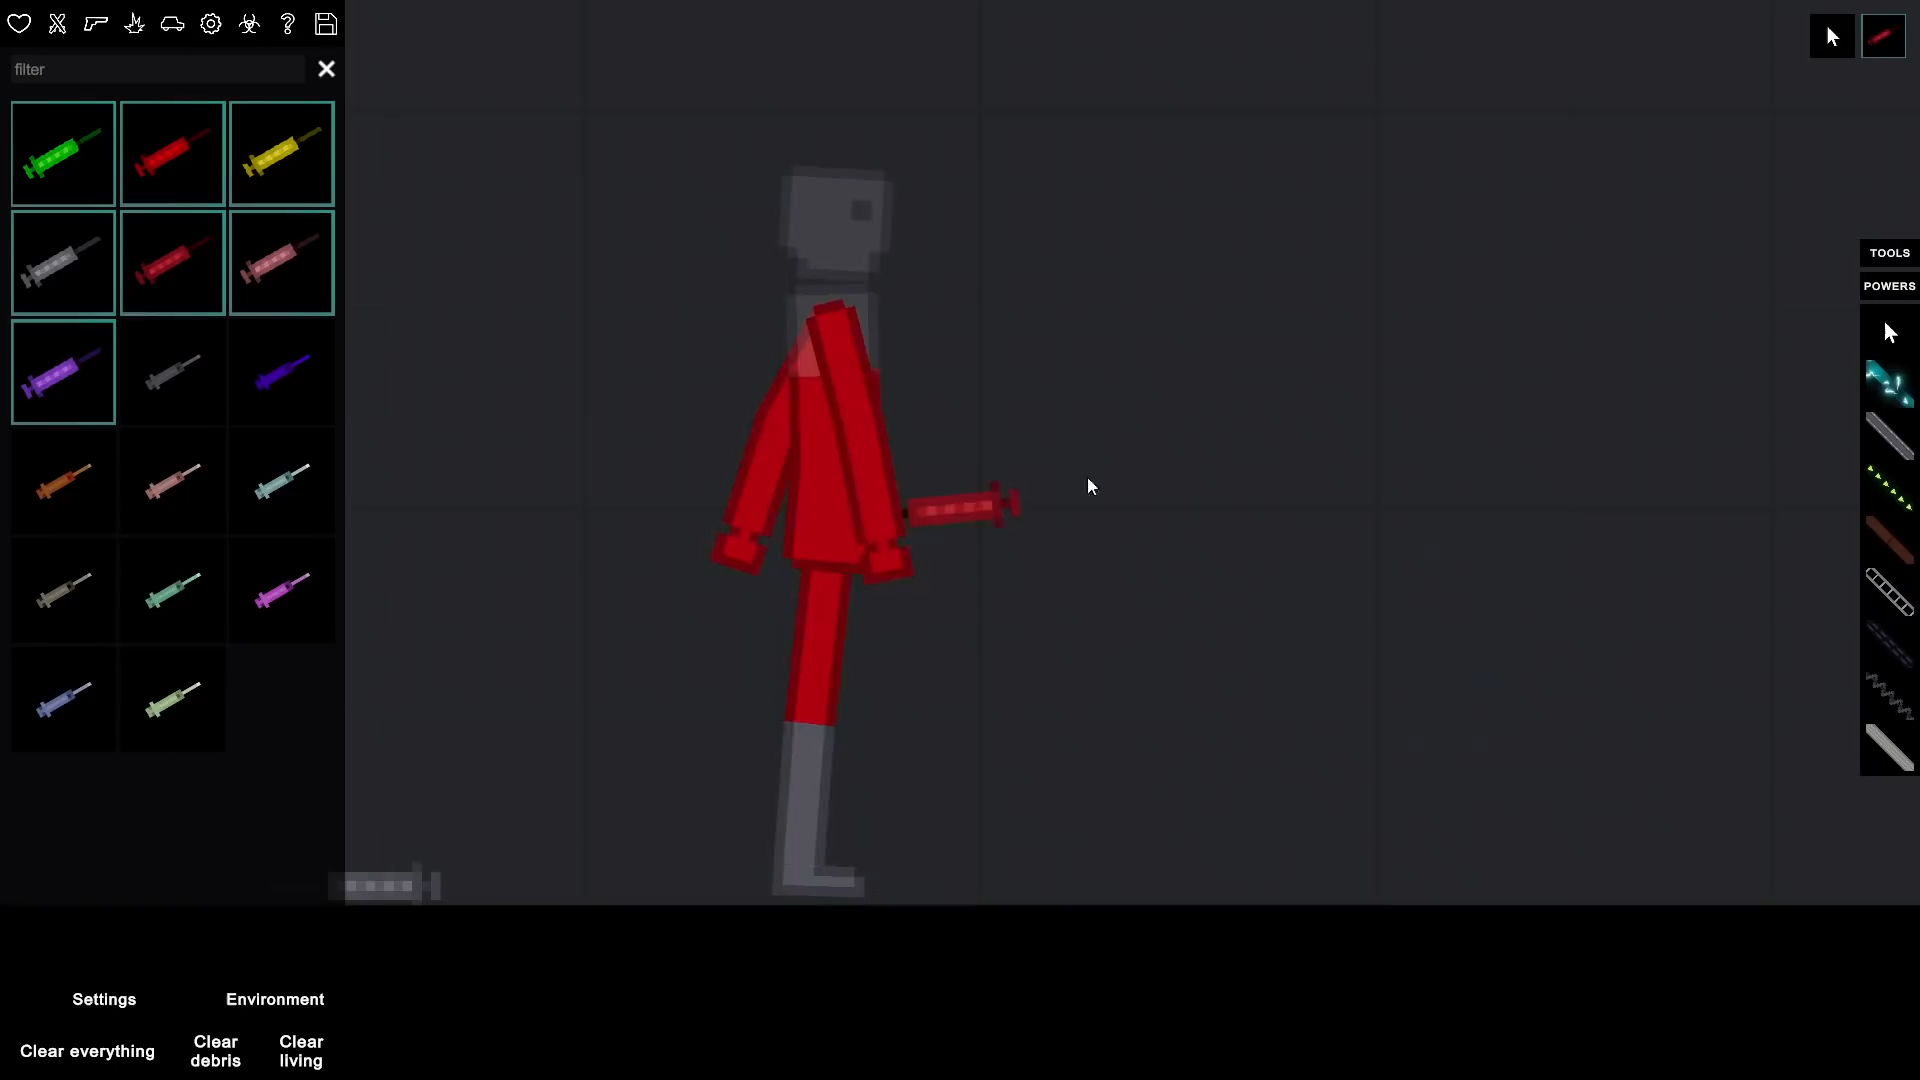 filter
TOOLS
POWERS
Settings
Environment
Clear everything
Clear
debris
Clear
living